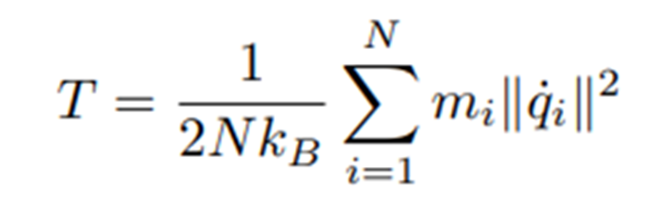 T = \frac{1}{2Nk_B} \sum_{i=1}^{N} m_i \|\dot{q}_i\|^2